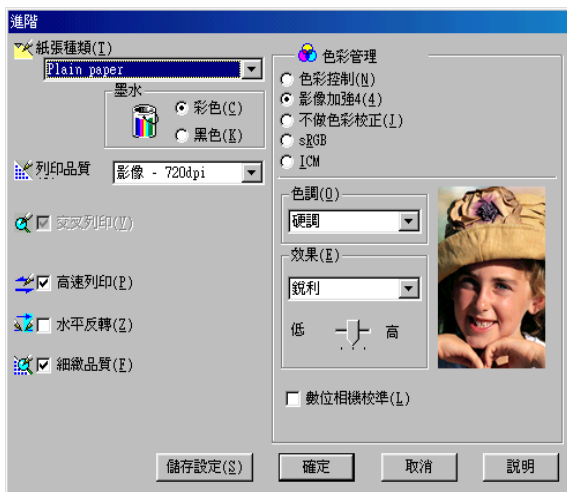 進階
紙張種類(T)
Plain paper
墨水
彩色(C)
黑色(K)
列印品質
影像 - 720dpi
交叉列印(V)
高速列印(P)
水平反轉(Z)
細緻品質(F)
色彩管理
色彩控制(N)
影像加強4(4)
不做色彩校正(I)
sRGB
ICM
色調(O)
硬調
效果(E)
銳利
低
高
數位相機校準(L)
儲存設定(S)
確定
取消
説明